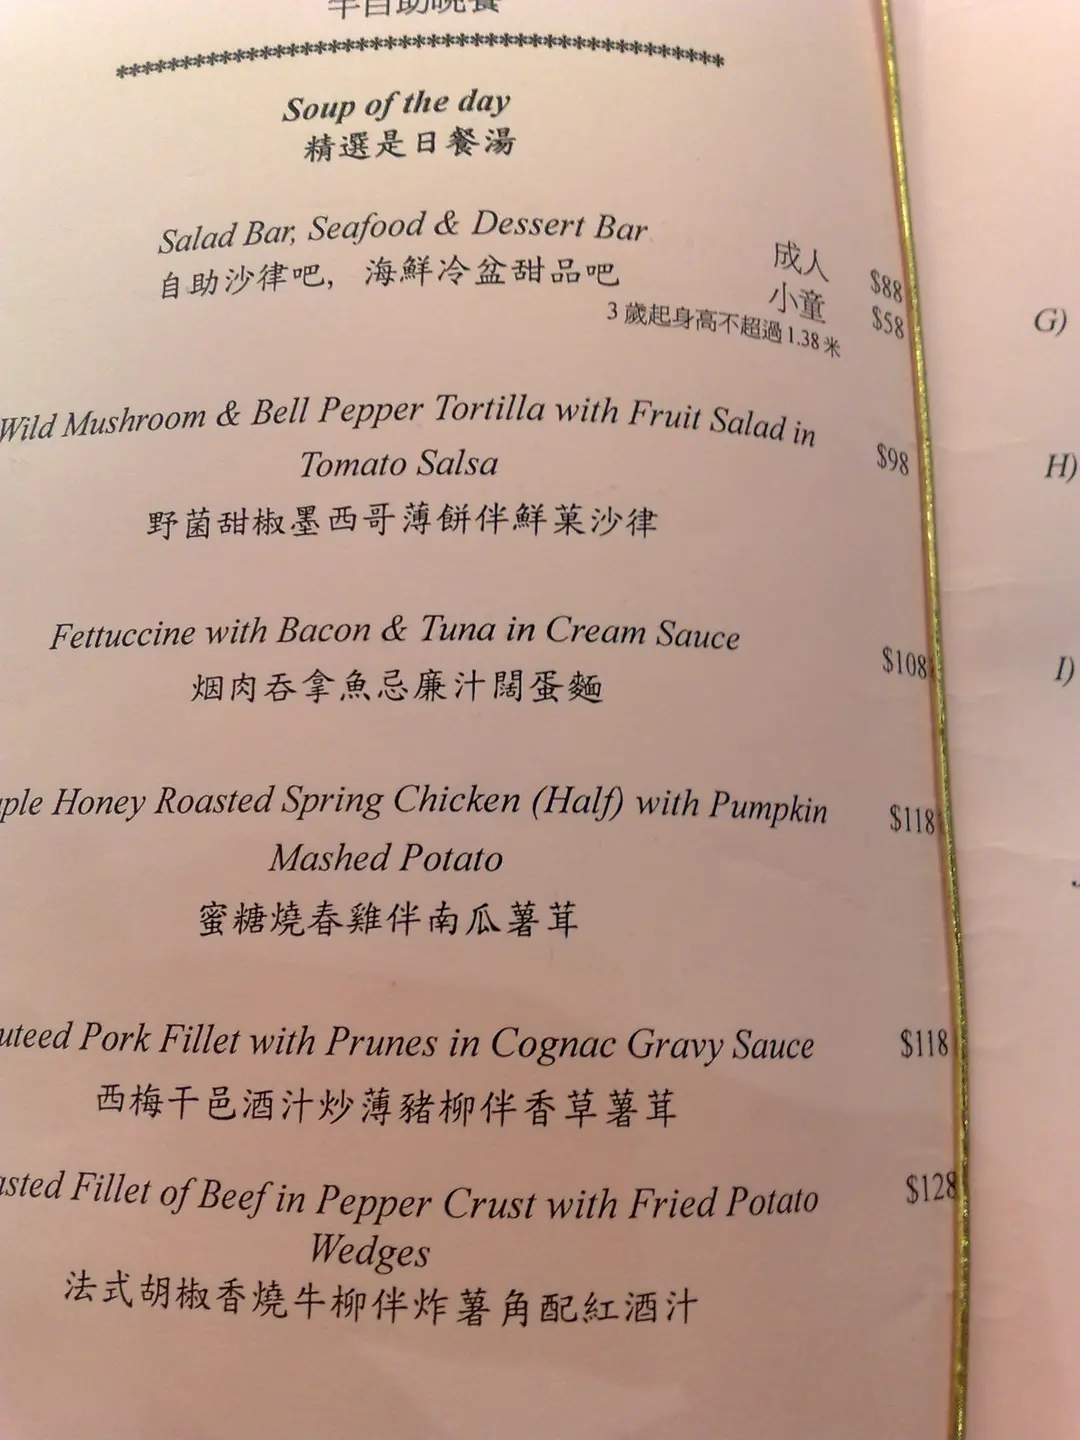 半自助晚餐
**************************************************
Soup of the day
精選是日餐湯
Salad Bar, Seafood & Dessert Bar
自助沙律吧, 海鮮冷盆甜品吧
成人 $88
小童 $58
3 歲起身高不超過 1.38 米
Wild Mushroom & Bell Pepper Tortilla with Fruit Salad in
Tomato Salsa
$98
野菌甜椒墨西哥薄餅伴鮮菓沙律
Fettuccine with Bacon & Tuna in Cream Sauce
$108
烟肉吞拿魚忌廉汁闊蛋麵
Honey Roasted Spring Chicken (Half) with Pumpkin
Mashed Potato
$118
蜜糖燒春雞伴南瓜薯茸
Pork Fillet with Prunes in Cognac Gravy Sauce
$118
西梅干邑酒汁炒薄豬柳伴香草薯茸
Fillet of Beef in Pepper Crust with Fried Potato
Wedges
$128
法式胡椒香燒牛柳伴炸薯角配紅酒汁
G)
H)
I)